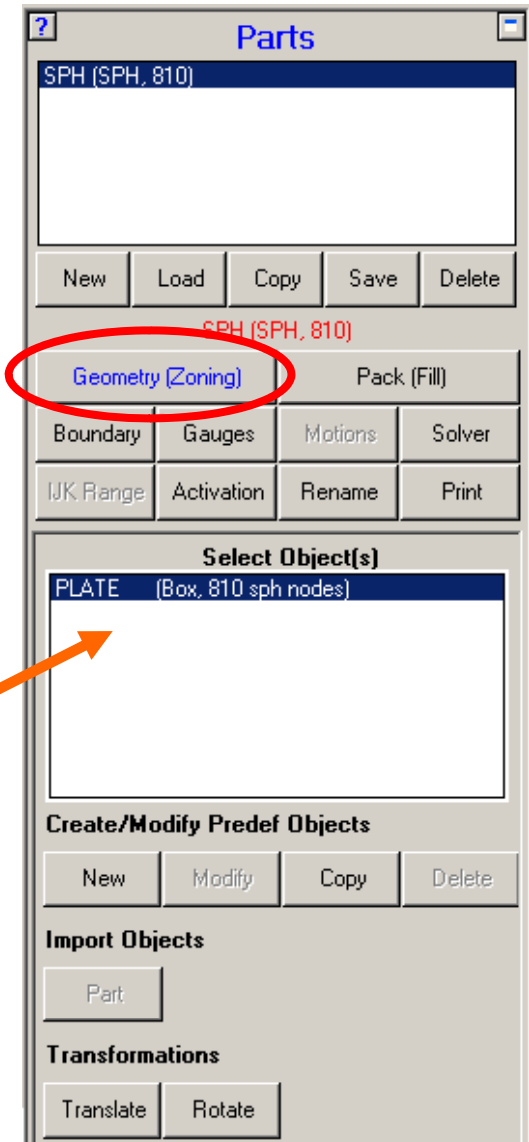 ?
Parts
SPH (SPH, 810)
New Load Copy Save Delete
SPH (SPH, 810)
Geometry (Zoning) Pack (Fill)
Boundary Gauges Motions Solver
IJK Range Activation Rename Print
Select Object(s)
PLATE (Box, 810 sph nodes)
Create/Modify Predef Objects
New Modify Copy Delete
Import Objects
Part
Transformations
Translate Rotate